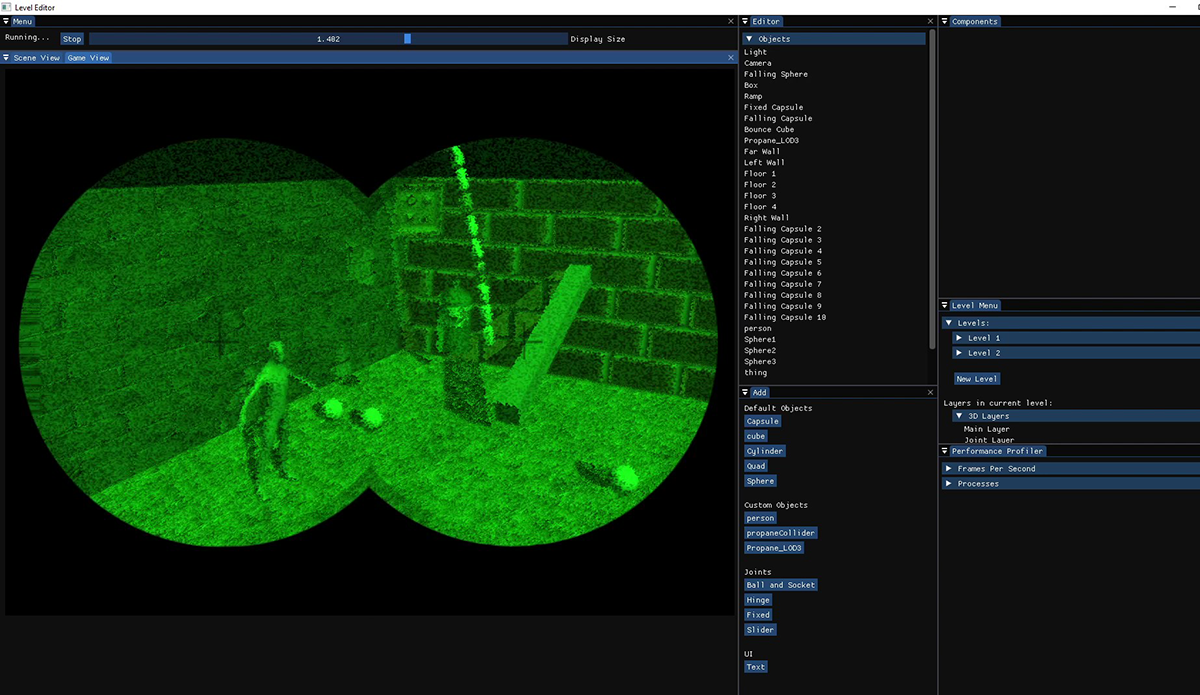 Level Editor
Menu
Running... Stop 1.482 Display Size
Scene View Game View
Editor
Objects
Light
Camera
Falling Sphere
Box
Ramp
Fixed Capsule
Falling Capsule
Bounce Cube
Propane_LOD3
Far Wall
Left Wall
Floor 1
Floor 2
Floor 3
Floor 4
Right Wall
Falling Capsule 2
Falling Capsule 3
Falling Capsule 4
Falling Capsule 5
Falling Capsule 6
Falling Capsule 7
Falling Capsule 8
Falling Capsule 9
Falling Capsule 10
person
Sphere1
Sphere2
Sphere3
thing
Add
Default Objects
Capsule
cube
Cylinder
Quad
Sphere
Custom Objects
person
propaneCollider
Propane_LOD3
Joints
Ball and Socket
Hinge
Fixed
Slider
UI
Text
Components
Level Menu
Levels:
Level 1
Level 2
New Level
Layers in current level:
3D Layers
Main Layer
Joint Layer
Performance Profiler
Frames Per Second
Processes